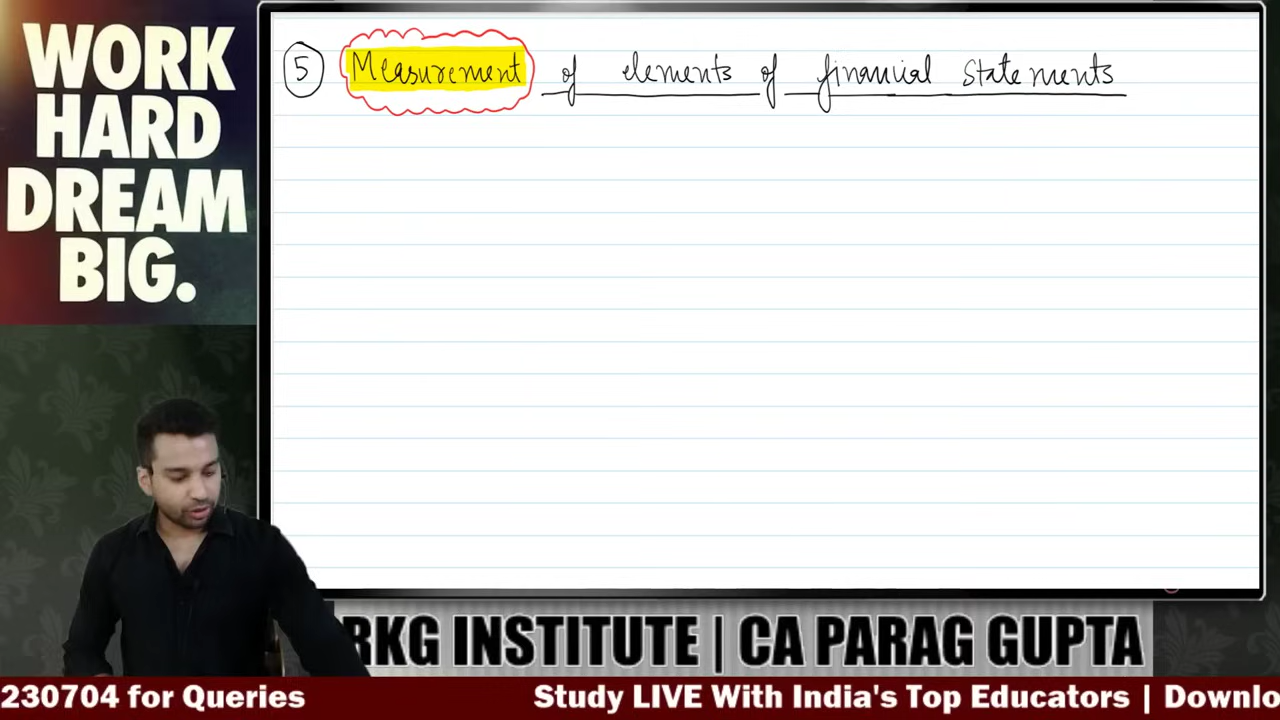 WORK
HARD
DREAM
BIG.
5 Measurement of elements of financial statements
RKG INSTITUTE | CA PARAG GUPTA
230704 for Queries Study LIVE With India's Top Educators | Downlo